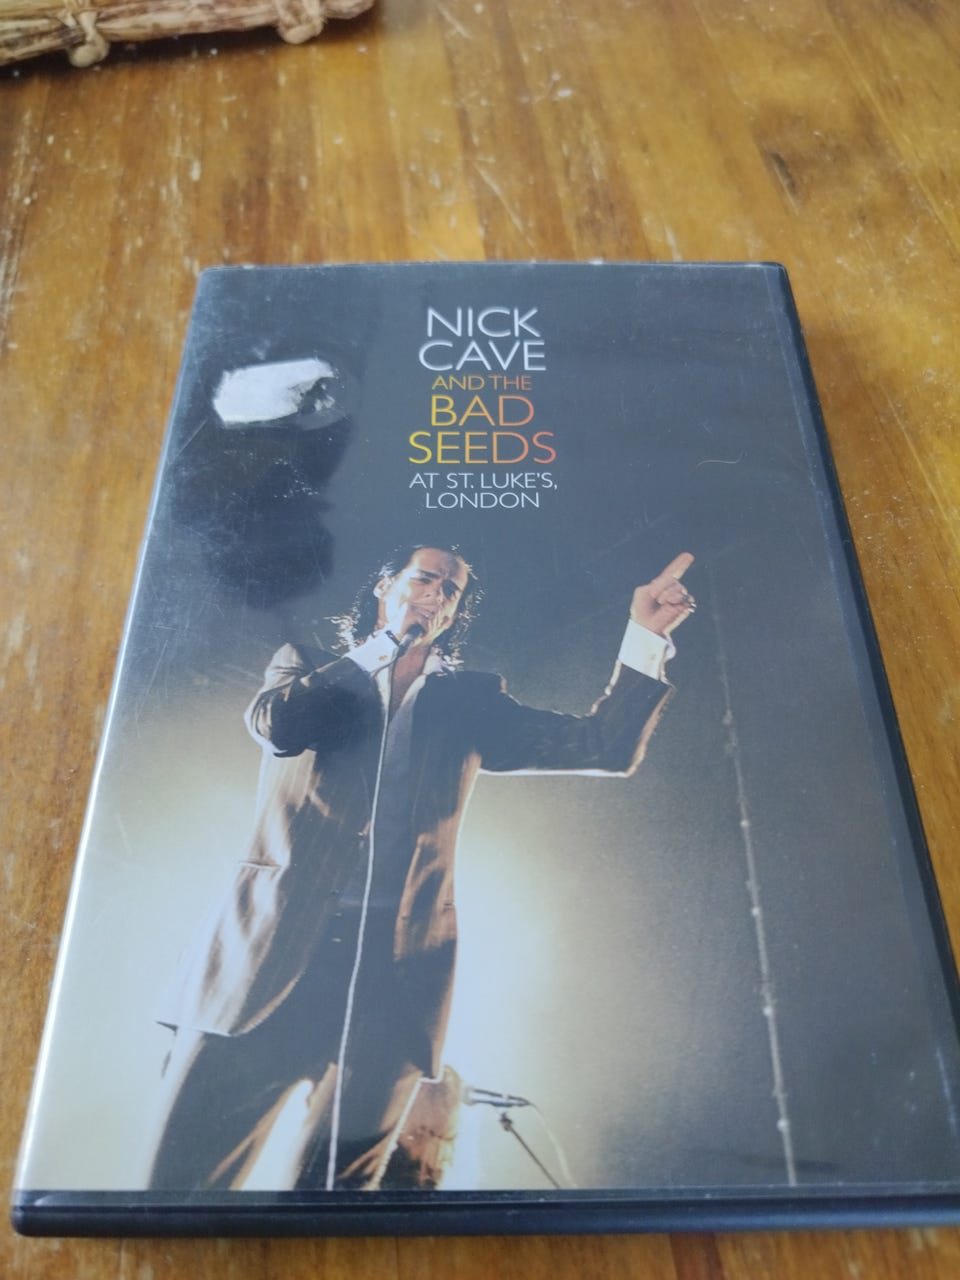 NICK
CAVE
AND THE
BAD
SEEDS
AT ST. LUKE'S,
LONDON